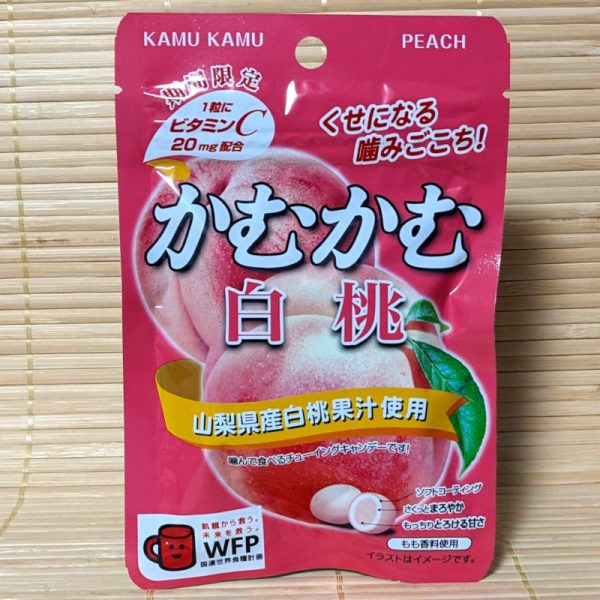 KAMU KAMU
PEACH
期間限定
1粒に
ビタミンC
20mg配合
くせになる
噛みごこち!
かむかむ
白桃
山梨県産白桃果汁使用
噛んで食べるチューイングキャンデーです!
ソフトコーティング
さくっとまろやか
もっちりとろける甘さ
もも香料使用
イラストはイメージです。
飢餓から救う。
未来を救う。
WFP
国連世界食糧計画